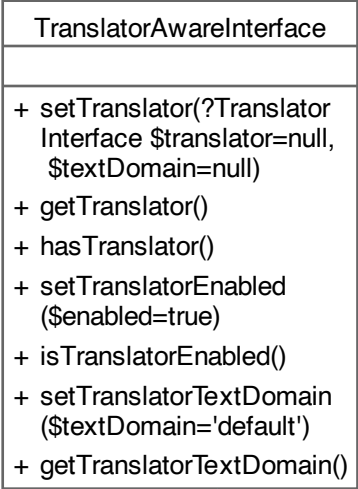 TranslatorAwareInterface
+ setTranslator(?Translator
Interface $translator=null,
$textDomain=null)
+ getTranslator()
+ hasTranslator()
+ setTranslatorEnabled
($enabled=true)
+ isTranslatorEnabled()
+ setTranslatorTextDomain
($textDomain='default')
+ getTranslatorTextDomain()